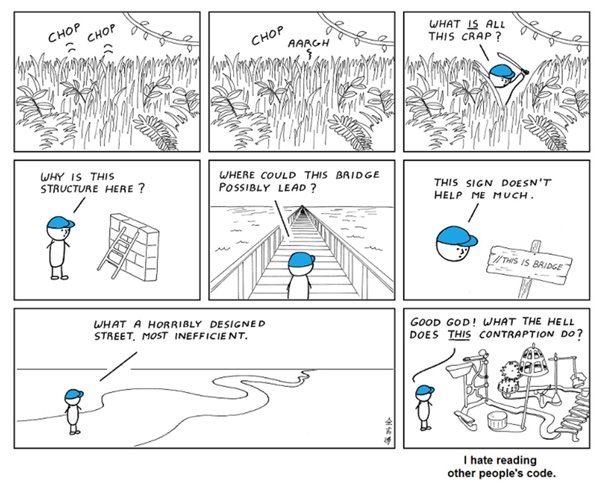 CHOP
CHOP
CHOP
AARGH
WHAT IS ALL
THIS CRAP?
WHY IS THIS
STRUCTURE HERE ?
WHERE COULD THIS BRIDGE
POSSIBLY LEAD ?
THIS SIGN DOESN'T
HELP ME MUCH.
//THIS IS BRIDGE
WHAT A HORRIBLY DESIGNED
STREET. MOST INEFFICIENT.
GOOD GOD! WHAT THE HELL
DOES THIS CONTRAPTION DO?
I hate reading
other people's code.